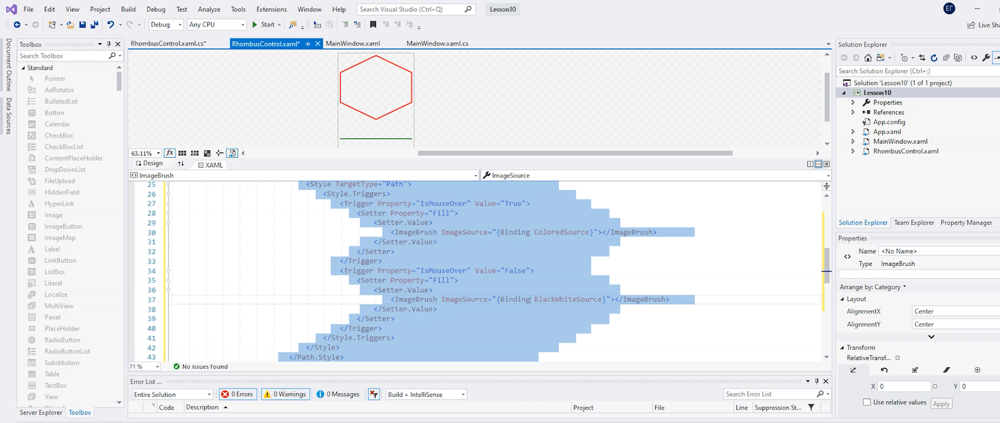 File Edit View Project Build Debug Test Analyze Tools Extensions Window Help Search Visual Studio (Ctrl+Q) Lesson10 ЕГ
Debug Any CPU Start Live Sha
Document Outline
Data Sources
Toolbox
Search Toolbox
Standard
Pointer
AdRotator
BulletedList
Button
Calendar
CheckBox
CheckBoxList
ContentPlaceHolder
DropDownList
FileUpload
HiddenField
HyperLink
Image
ImageButton
ImageMap
Label
LinkButton
ListBox
Literal
Localize
MultiView
Panel
PlaceHolder
RadioButton
RadioButtonList
Substitution
Table
TextBox
View
Server Explorer Toolbox
RhombusControl.xaml.cs* RhombusControl.xaml* MainWindow.xaml MainWindow.xaml.cs
63.11% fx
Design XAML
ImageBrush ImageSource
25 <Style TargetType="Path">
26 <Style.Triggers>
27 <Trigger Property="IsMouseOver" Value="True">
28 <Setter Property="Fill">
29 <Setter.Value>
30 <ImageBrush ImageSource="{Binding ColoredSource}"></ImageBrush>
31 </Setter.Value>
32 </Setter>
33 </Trigger>
34 <Trigger Property="IsMouseOver" Value="False">
35 <Setter Property="Fill">
36 <Setter.Value>
37 <ImageBrush ImageSource="{Binding BlackWhiteSource}"></ImageBrush>
38 </Setter.Value>
39 </Setter>
40 </Trigger>
41 </Style.Triggers>
42 </Style>
43 </Path.Style>
71 % No issues found
Error List ...
Entire Solution 0 Errors 0 Warnings 0 Messages Build + IntelliSense Search Error List
Code Description Project File Line Suppression St...
Solution Explorer
Search Solution Explorer (Ctrl+;)
Solution 'Lesson10' (1 of 1 project)
C# Lesson10
Properties
References
App.config
App.xaml
MainWindow.xaml
RhombusControl.xaml
Solution Explorer Team Explorer Property Manager
Properties
Name <No Name>
Type ImageBrush
Arrange by: Category
Layout
AlignmentX Center
AlignmentY Center
Transform
RelativeTransf...
X 0 Y 0
Use relative values Apply